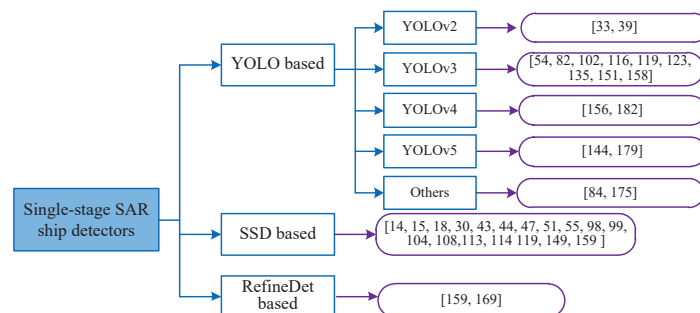 YOLOv2
[33, 39]
YOLO based
YOLOv3
[54, 82, 102, 116, 119, 123,
135, 151, 158]
YOLOv4
[156, 182]
YOLOv5
[144, 179]
Others
[84, 175]
Single-stage SAR
ship detectors
SSD based
[14, 15, 18, 30, 43, 44, 47, 51, 55, 98, 99,
104, 108,113, 114 119, 149, 159 ]
RefineDet
based
[159, 169]